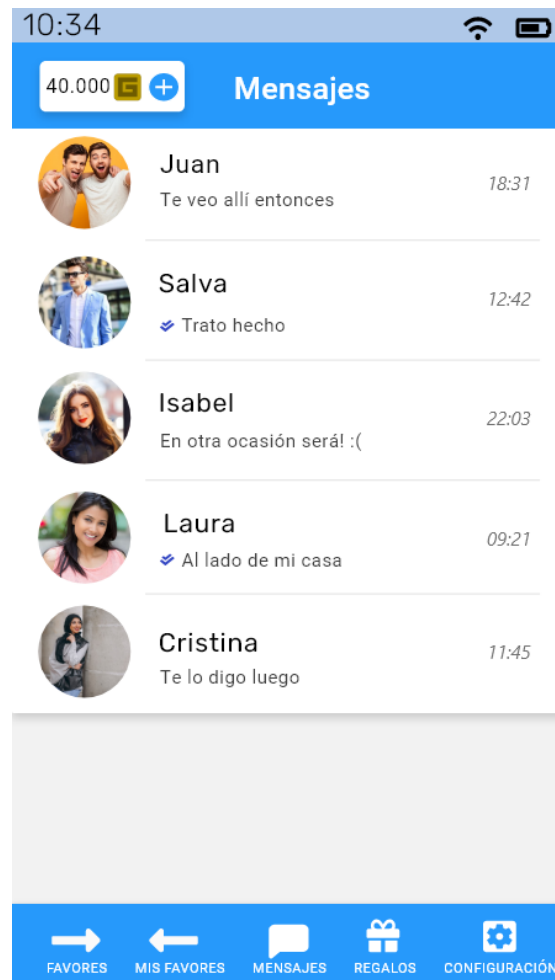 10:34
40.000 G
Mensajes
Juan
Te veo allí entonces
18:31
Salva
Trato hecho
12:42
Isabel
En otra ocasión será! :(
22:03
Laura
Al lado de mi casa
09:21
Cristina
Te lo digo luego
11:45
FAVORES
MIS FAVORES
MENSAJES
REGALOS
CONFIGURACIÓN